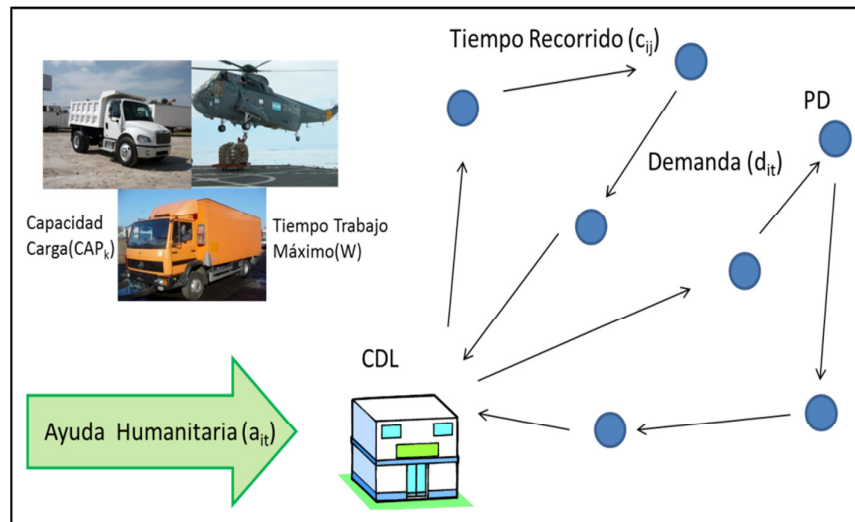 Tiempo Recorrido (cij)
PD
Demanda (dit)
Capacidad
Carga(CAPk)
Tiempo Trabajo
Máximo(W)
CDL
Ayuda Humanitaria (ait)